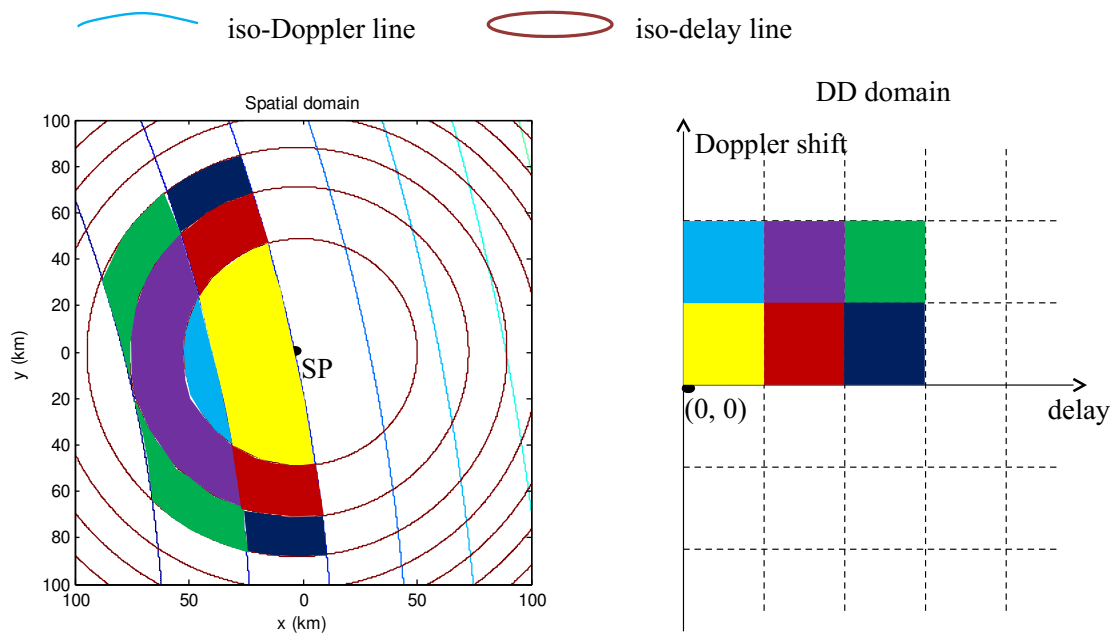 iso-Doppler line
iso-delay line
Spatial domain
100
80
60
40
20
0
20
40
60
80
100
y (km)
100
50
0
50
100
x (km)
SP
DD domain
Doppler shift
(0, 0)
delay